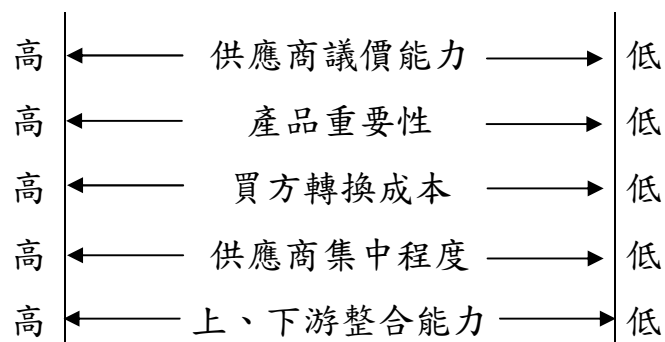 高 供應商議價能力 低
高 產品重要性 低
高 買方轉換成本 低
高 供應商集中程度 低
高 上、下游整合能力 低